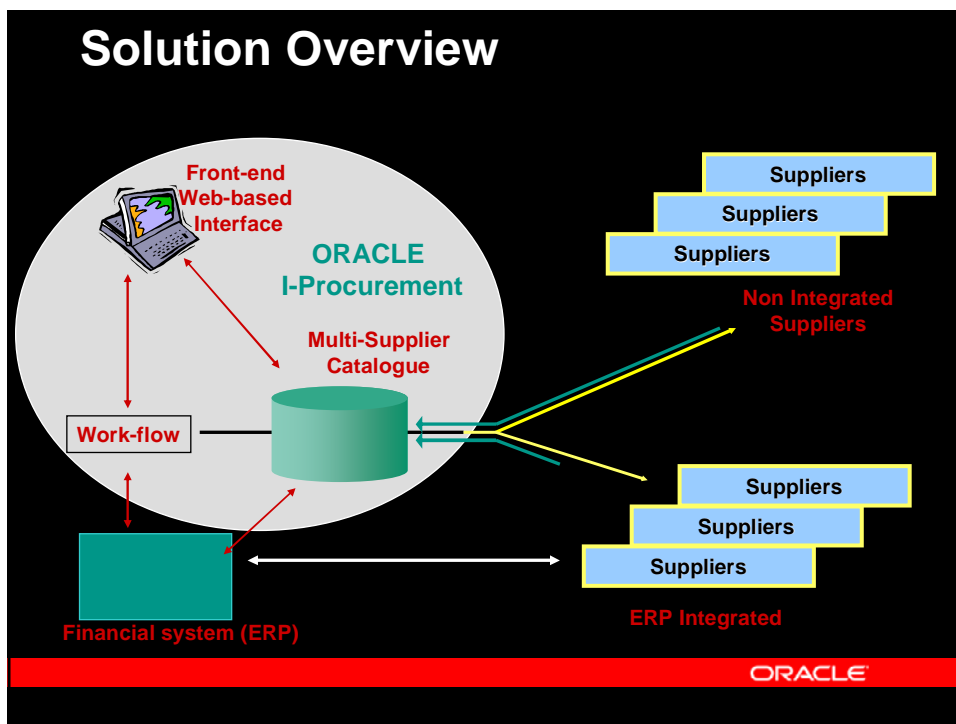 Solution Overview
Front-end
Web-based
Interface
ORACLE
I-Procurement
Multi-Supplier
Catalogue
Work-flow
Financial system (ERP)
Suppliers
Suppliers
Suppliers
Non Integrated
Suppliers
Suppliers
Suppliers
Suppliers
ERP Integrated
ORACLE